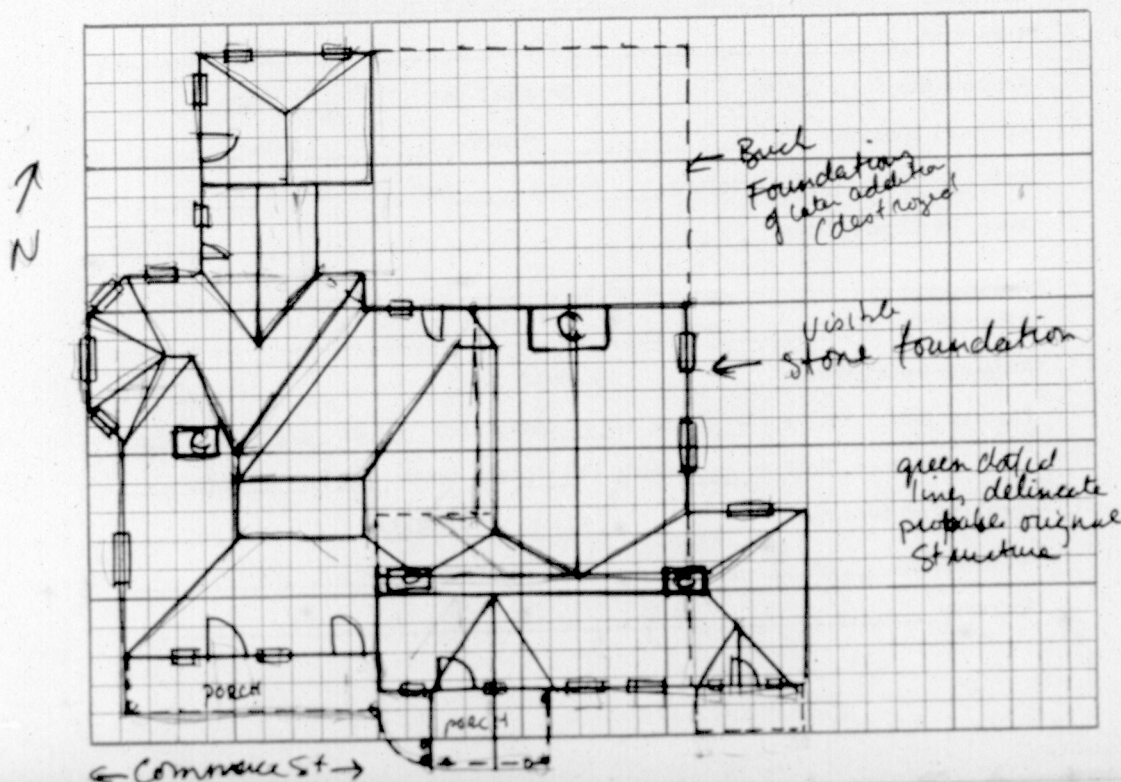 N
← Brick
Foundations
of later addition
(destroyed
C
Visible
← Stone foundation
C
green dotted
lines delineate
probable original
Structure
C
PORCH
PORCH
← Commerce St →